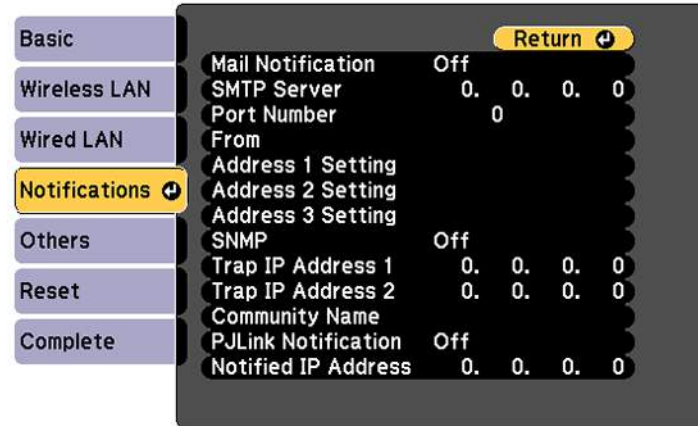 Basic
Wireless LAN
Wired LAN
Notifications
Others
Reset
Complete
Return
Mail Notification Off
SMTP Server 0. 0. 0. 0
Port Number 0
From
Address 1 Setting
Address 2 Setting
Address 3 Setting
SNMP Off
Trap IP Address 1 0. 0. 0. 0
Trap IP Address 2 0. 0. 0. 0
Community Name
PJLink Notification Off
Notified IP Address 0. 0. 0. 0